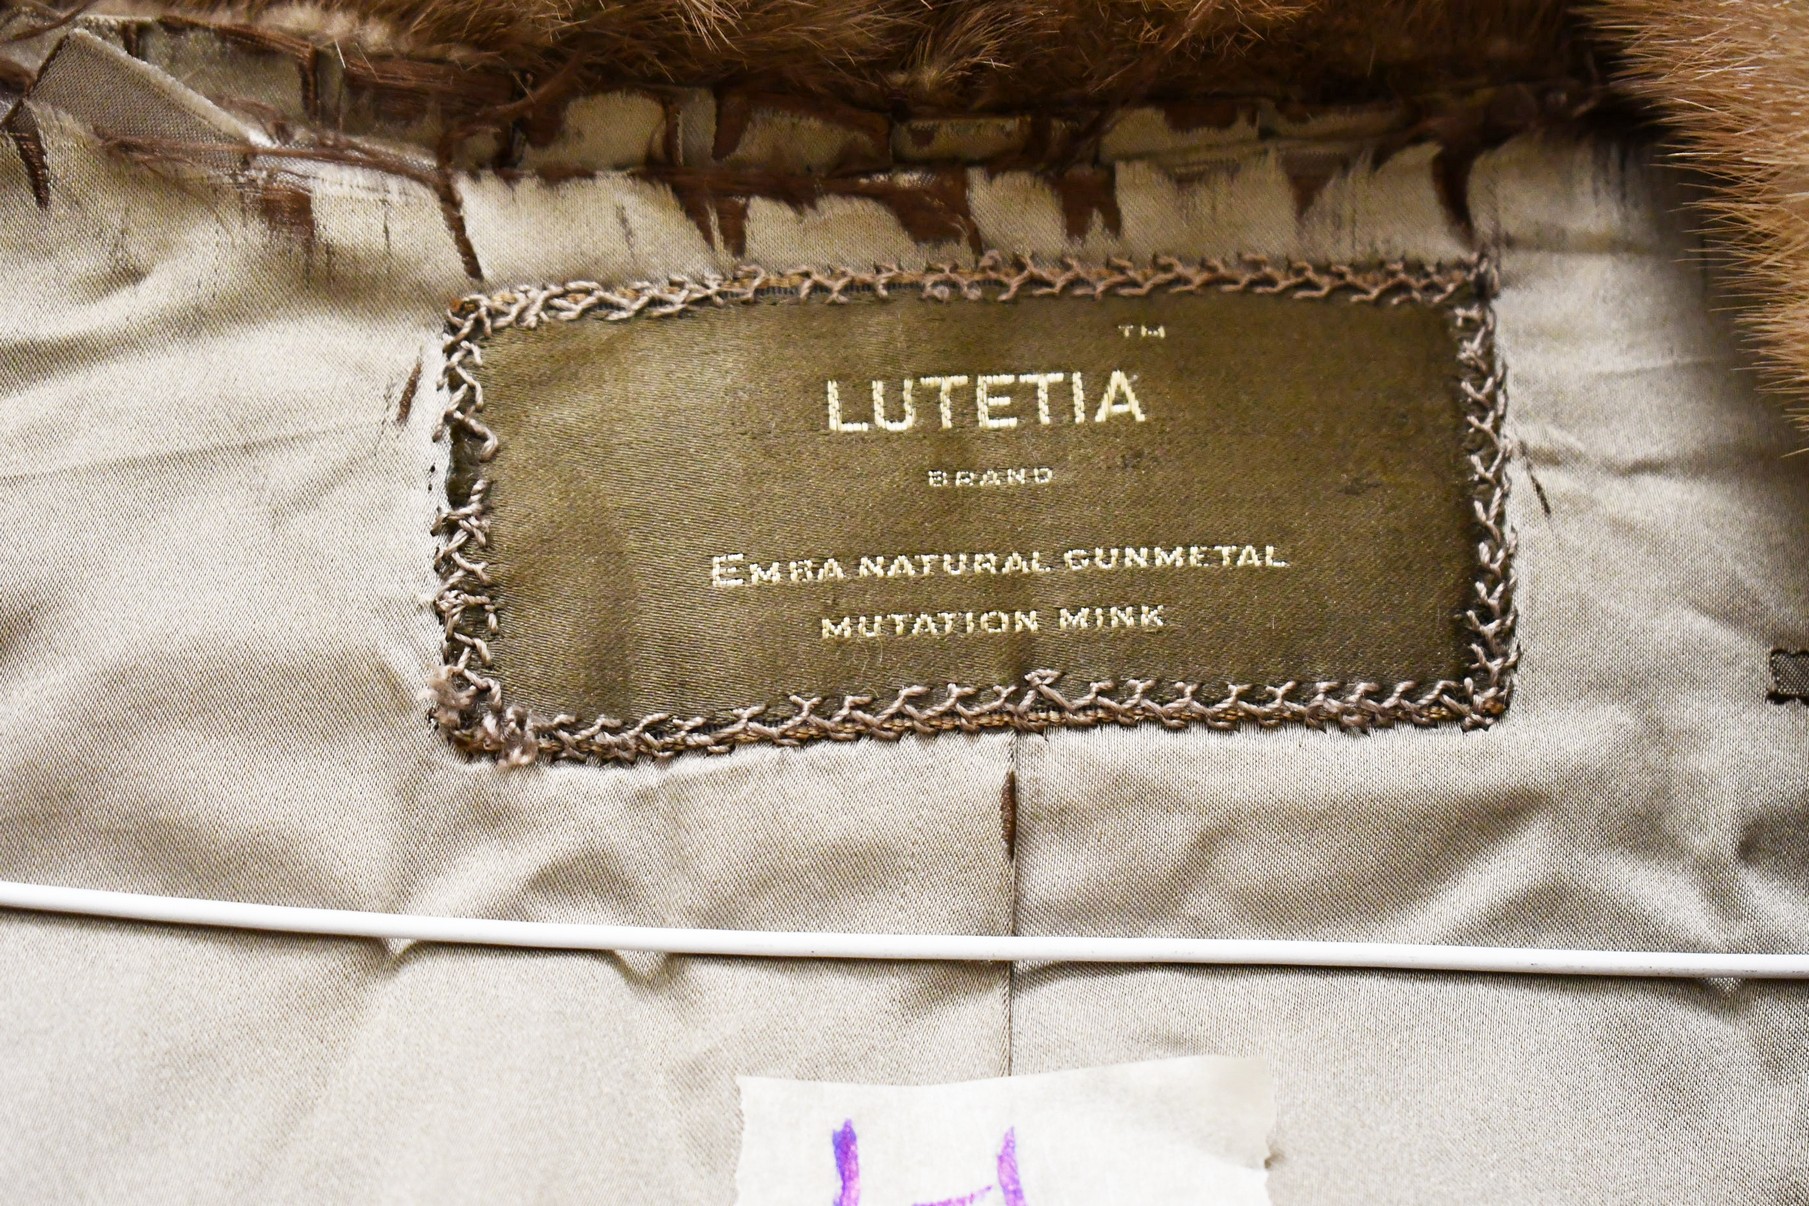 TM
LUTETIA
BRAND
EMBA NATURAL GUNMETAL
MUTATION MINK